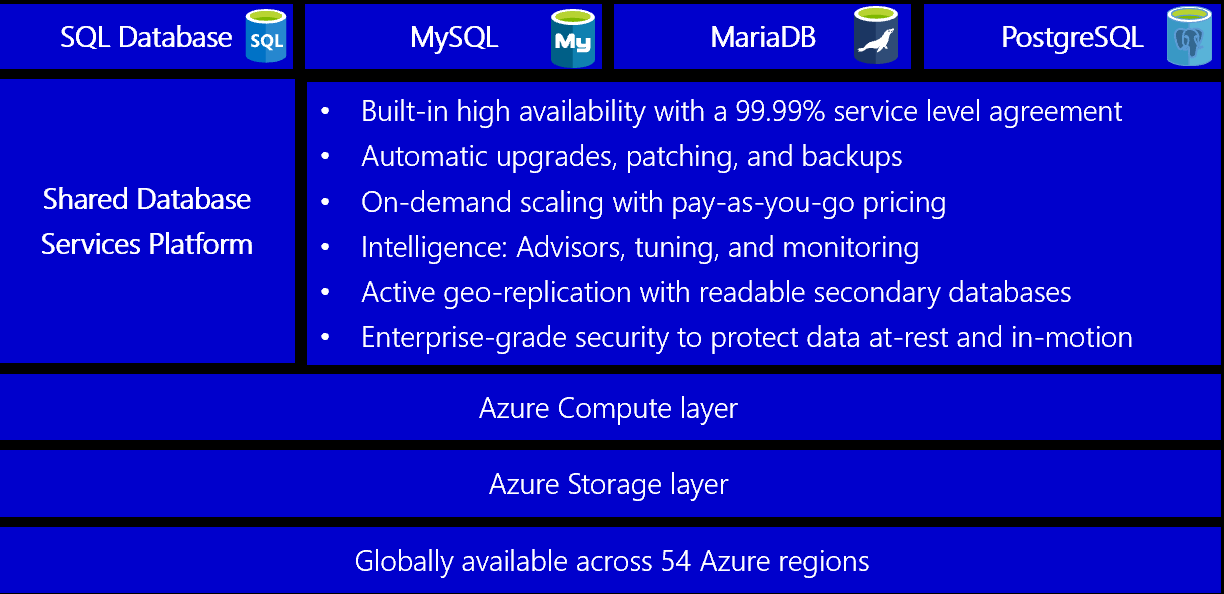 SQL Database SQL MySQL My MariaDB PostgreSQL
Shared Database
Services Platform
• Built-in high availability with a 99.99% service level agreement
• Automatic upgrades, patching, and backups
• On-demand scaling with pay-as-you-go pricing
• Intelligence: Advisors, tuning, and monitoring
• Active geo-replication with readable secondary databases
• Enterprise-grade security to protect data at-rest and in-motion
Azure Compute layer
Azure Storage layer
Globally available across 54 Azure regions